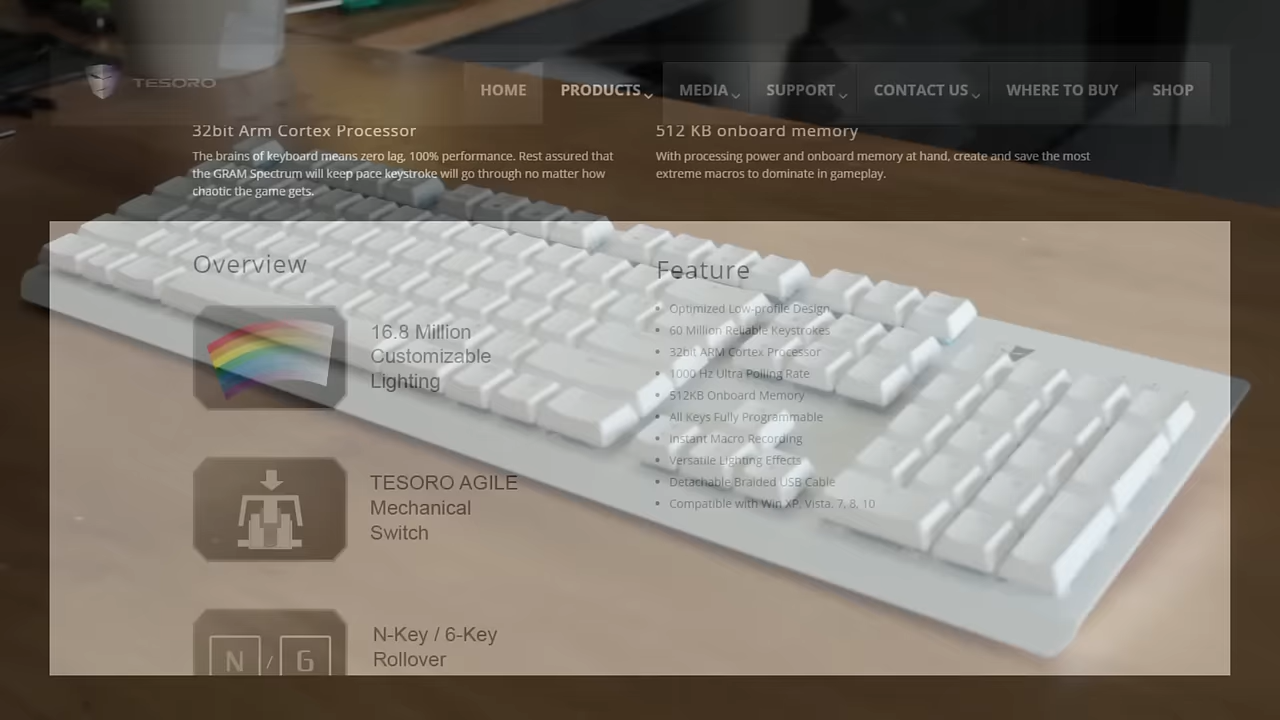 TESORO
HOME PRODUCTS MEDIA SUPPORT CONTACT US WHERE TO BUY SHOP
32bit Arm Cortex Processor
The brains of keyboard means zero lag, 100% performance. Rest assured that
the GRAM Spectrum will keep pace keystroke will go through no matter how
chaotic the game gets.
512 KB onboard memory
With processing power and onboard memory at hand, create and save the most
extreme macros to dominate in gameplay.
Overview
16.8 Million
Customizable
Lighting
TESORO AGILE
Mechanical
Switch
N / 6
N-Key / 6-Key
Rollover
Feature
Optimized Low-profile Design
60 Million Reliable Keystrokes
32bit ARM Cortex Processor
1000 Hz Ultra Polling Rate
512KB Onboard Memory
All Keys Fully Programmable
Instant Macro Recording
Versatile Lighting Effects
Detachable Braided USB Cable
Compatible with Win XP, Vista, 7, 8, 10